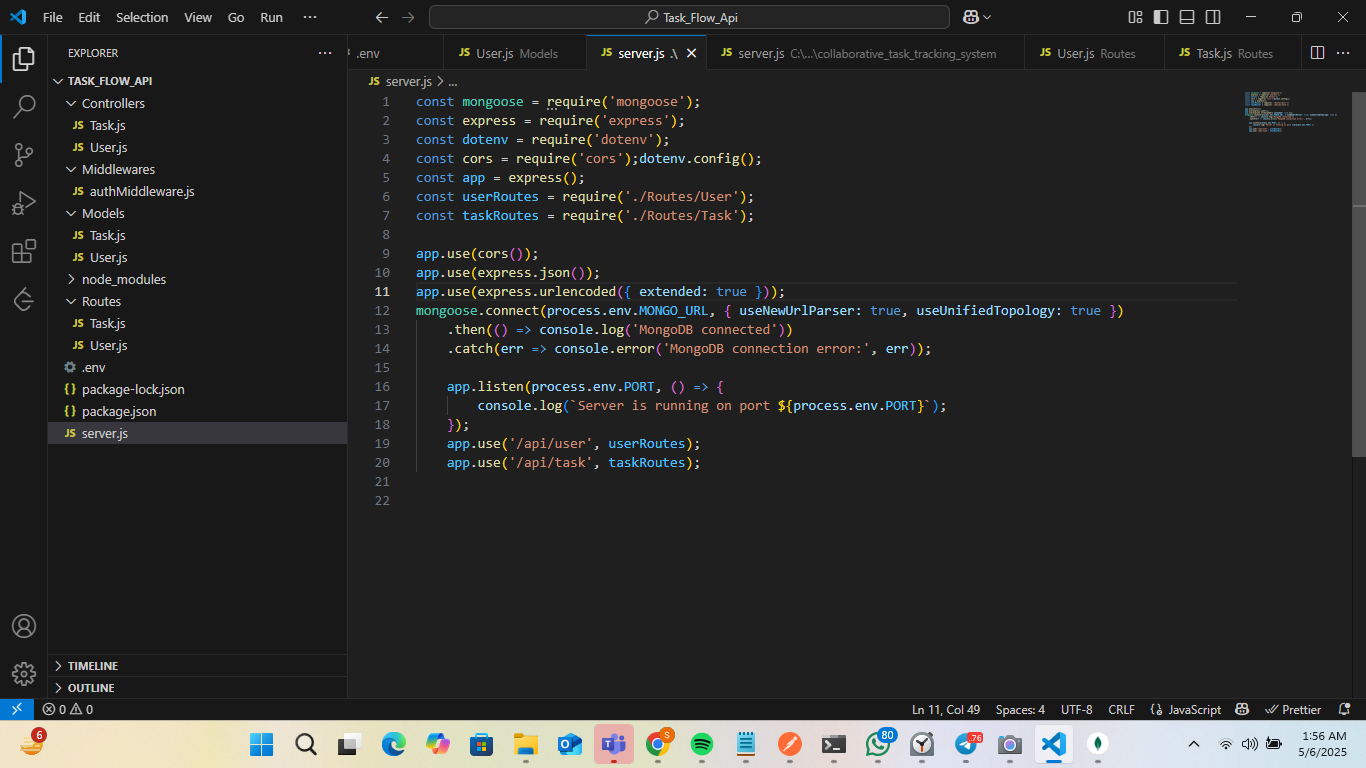 File Edit Selection View Go Run ···
Task_Flow_Api
EXPLORER ···
.env
JS User.js Models
JS server.js .\
JS server.js C:\...\collaborative_task_tracking_system
JS User.js Routes
JS Task.js Routes
TASK_FLOW_API
Controllers
JS Task.js
JS User.js
Middlewares
JS authMiddleware.js
Models
JS Task.js
JS User.js
node_modules
Routes
JS Task.js
JS User.js
.env
{} package-lock.json
{} package.json
JS server.js
TIMELINE
OUTLINE
JS server.js > ...
1 const mongoose = require('mongoose');
2 const express = require('express');
3 const dotenv = require('dotenv');
4 const cors = require('cors');dotenv.config();
5 const app = express();
6 const userRoutes = require('./Routes/User');
7 const taskRoutes = require('./Routes/Task');
8
9 app.use(cors());
10 app.use(express.json());
11 app.use(express.urlencoded({ extended: true }));
12 mongoose.connect(process.env.MONGO_URL, { useNewUrlParser: true, useUnifiedTopology: true })
13     .then(() => console.log('MongoDB connected'))
14     .catch(err => console.error('MongoDB connection error:', err));
15
16     app.listen(process.env.PORT, () => {
17         console.log(`Server is running on port ${process.env.PORT}`);
18     });
19     app.use('/api/user', userRoutes);
20     app.use('/api/task', taskRoutes);
21
22
0 0
Ln 11, Col 49 Spaces: 4 UTF-8 CRLF {} JavaScript Prettier
6
S
80
.76
1:56 AM
5/6/2025